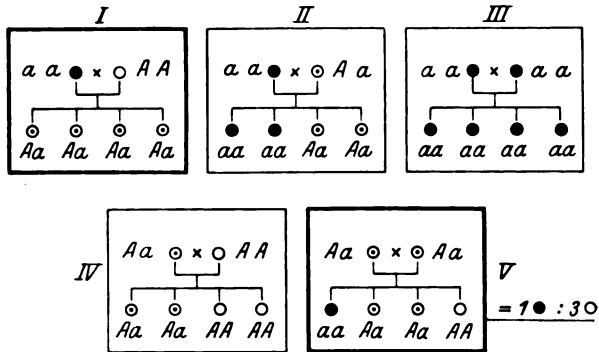 I II III
a a × A A a a × A a a a × a a
Aa Aa Aa Aa aa aa Aa Aa aa aa aa aa
IV Aa × AA Aa × Aa V
= 1 : 3
Aa Aa AA AA aa Aa Aa AA